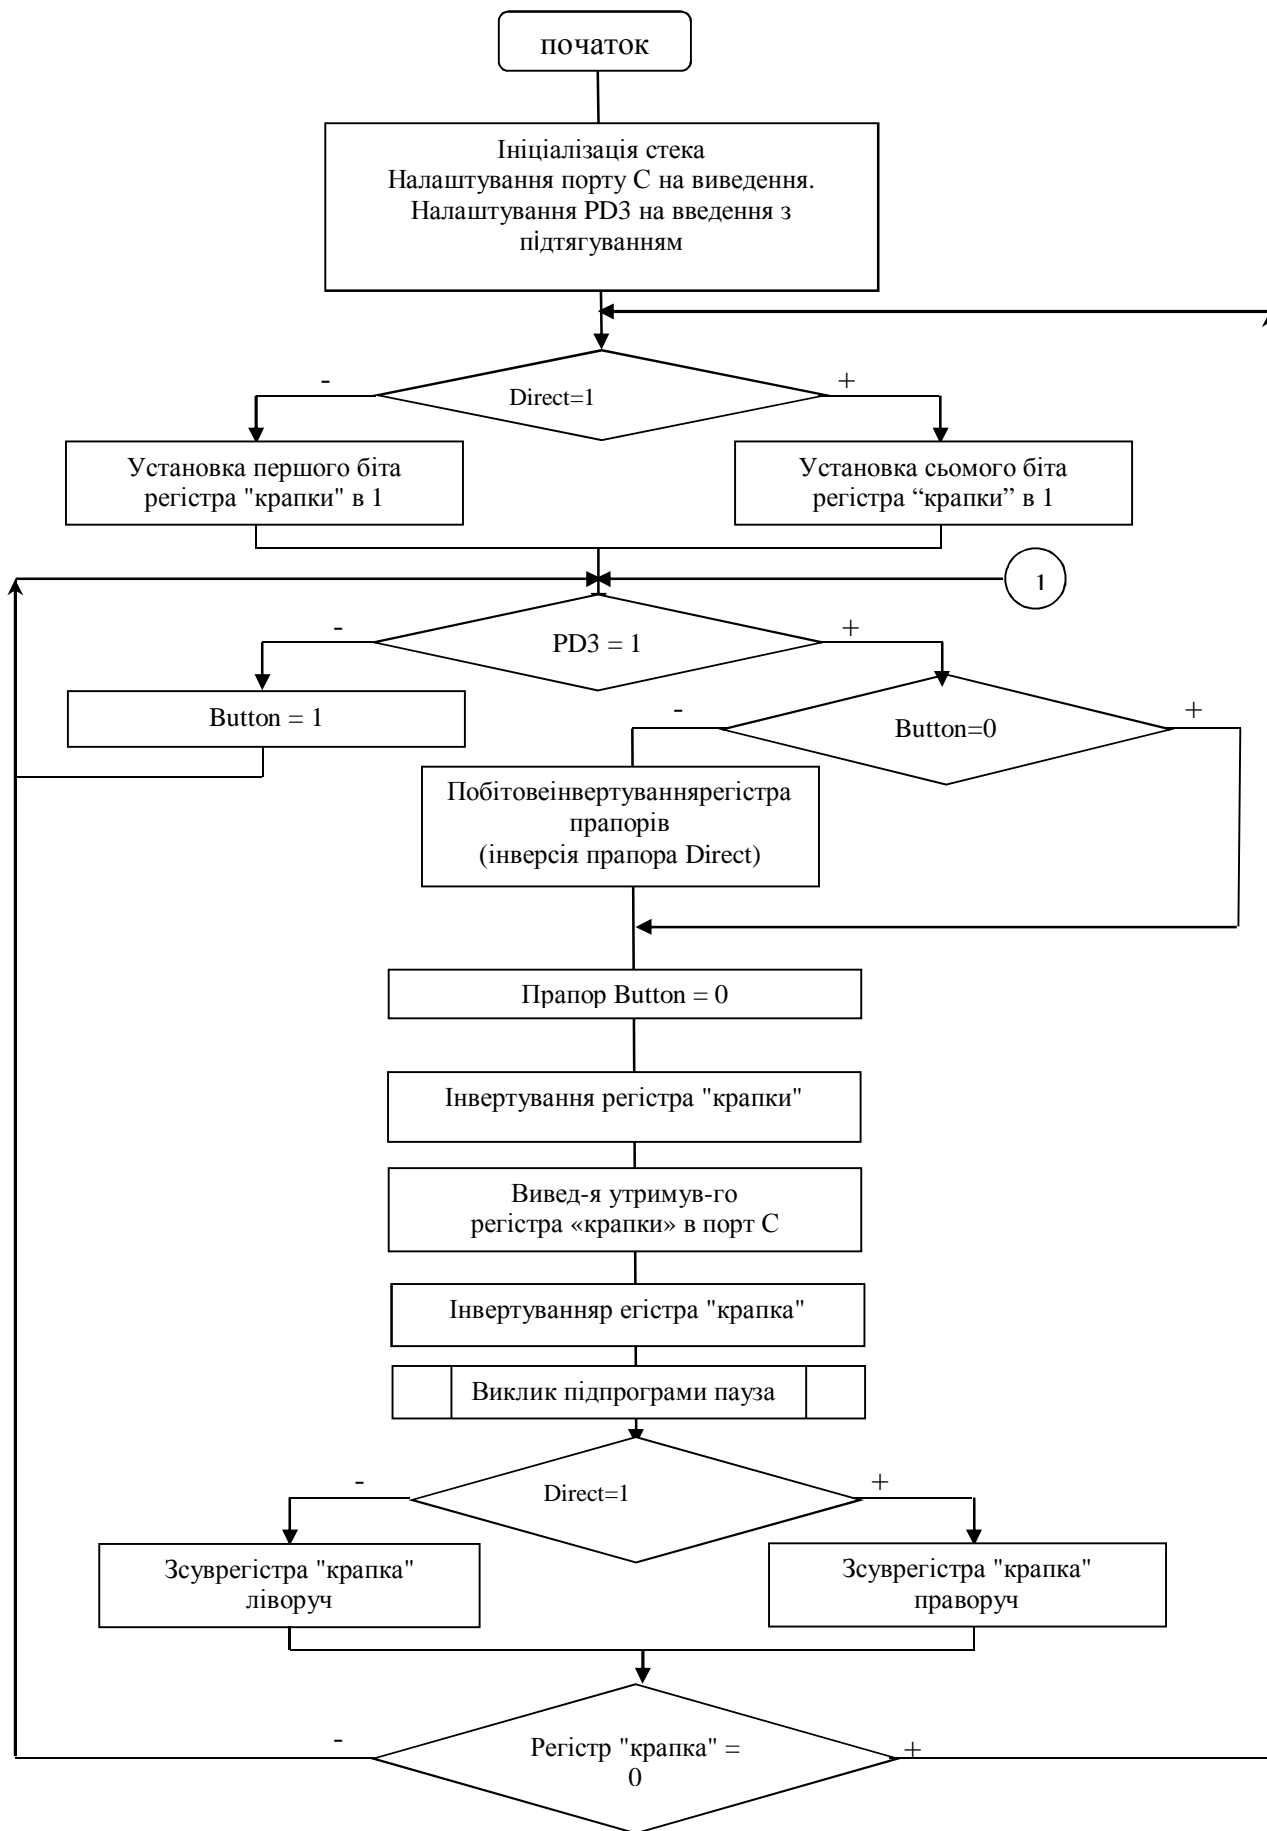 початок
Ініціалізація стека
Налаштування порту С на виведення.
Налаштування PD3 на введення з
підтягуванням
-
Direct=1
+
Установка першого біта
регістра "крапки" в 1
Установка сьомого біта
регістра “крапки” в 1
1
-
PD3 = 1
+
Button = 1
-
Button=0
+
Побітовеінвертуваннярегістра
прапорів
(інверсія прапора Direct)
Прапор Button = 0
Інвертування регістра "крапки"
Вивед-я утримув-го
регістра «крапки» в порт С
Інвертуванняр егістра "крапка"
Виклик підпрограми пауза
-
Direct=1
+
Зсуврегістра "крапка"
ліворуч
Зсуврегістра "крапка"
праворуч
-
Регістр "крапка" =
0
+